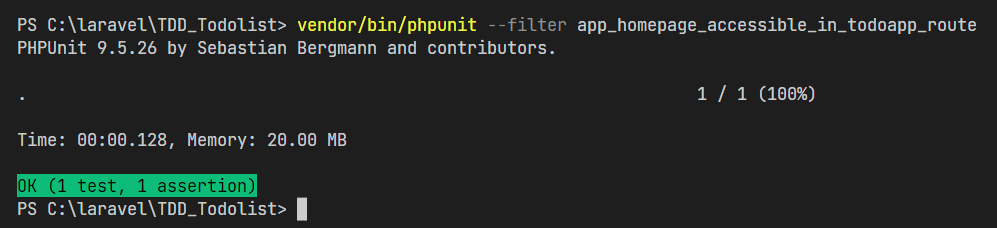 PS C:\laravel\TDD_Todolist> vendor/bin/phpunit --filter app_homepage_accessible_in_todoapp_route
PHPUnit 9.5.26 by Sebastian Bergmann and contributors.
. 1 / 1 (100%)
Time: 00:00.128, Memory: 20.00 MB
OK (1 test, 1 assertion)
PS C:\laravel\TDD_Todolist>